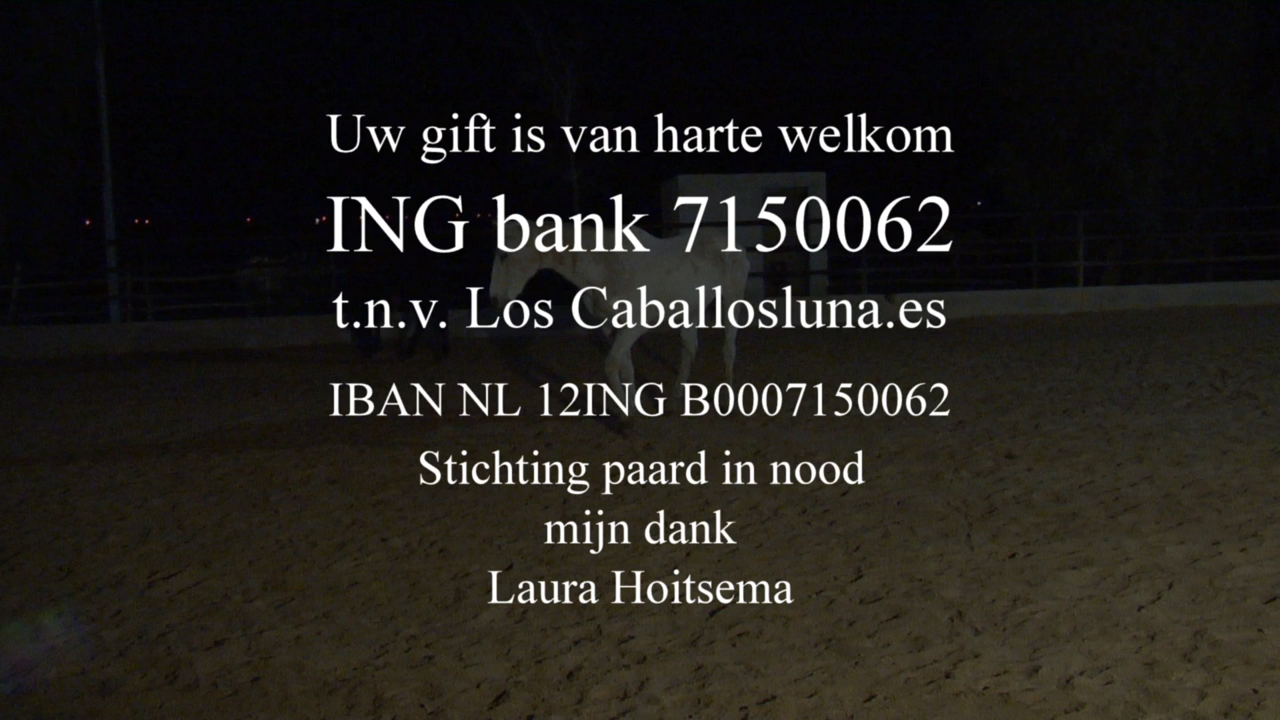 Uw gift is van harte welkom
ING bank 7150062
t.n.v. Los Caballosluna.es
IBAN NL 12ING B0007150062
Stichting paard in nood
mijn dank
Laura Hoitsema